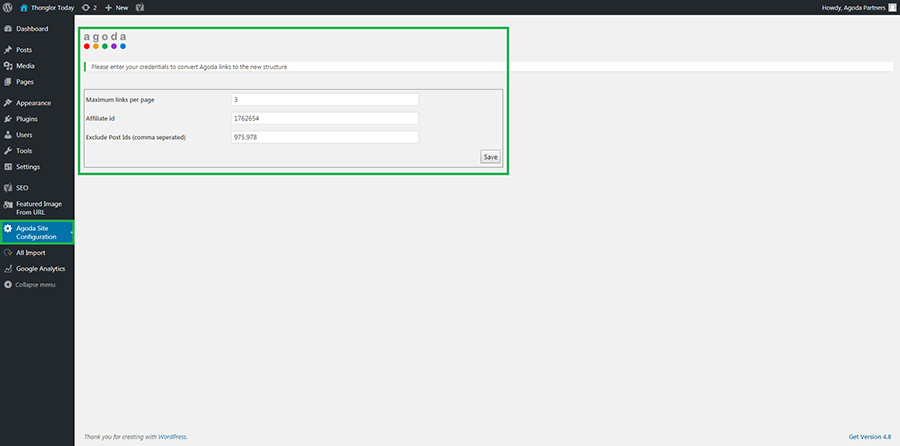 Thonglor Today
2
New
Howdy, Agoda Partners
Dashboard
Posts
Media
Pages
Appearance
Plugins
Users
Tools
Settings
SEO
Featured Image
From URL
Agoda Site
Configuration
All Import
Google Analytics
Collapse menu
agoda
Please enter your credentials to convert Agoda links to the new structure
Maximum links per page
3
Affiliate id
1762654
Exclude Post Ids (comma seperated)
975,978
Save
Thank you for creating with WordPress.
Get Version 4.8